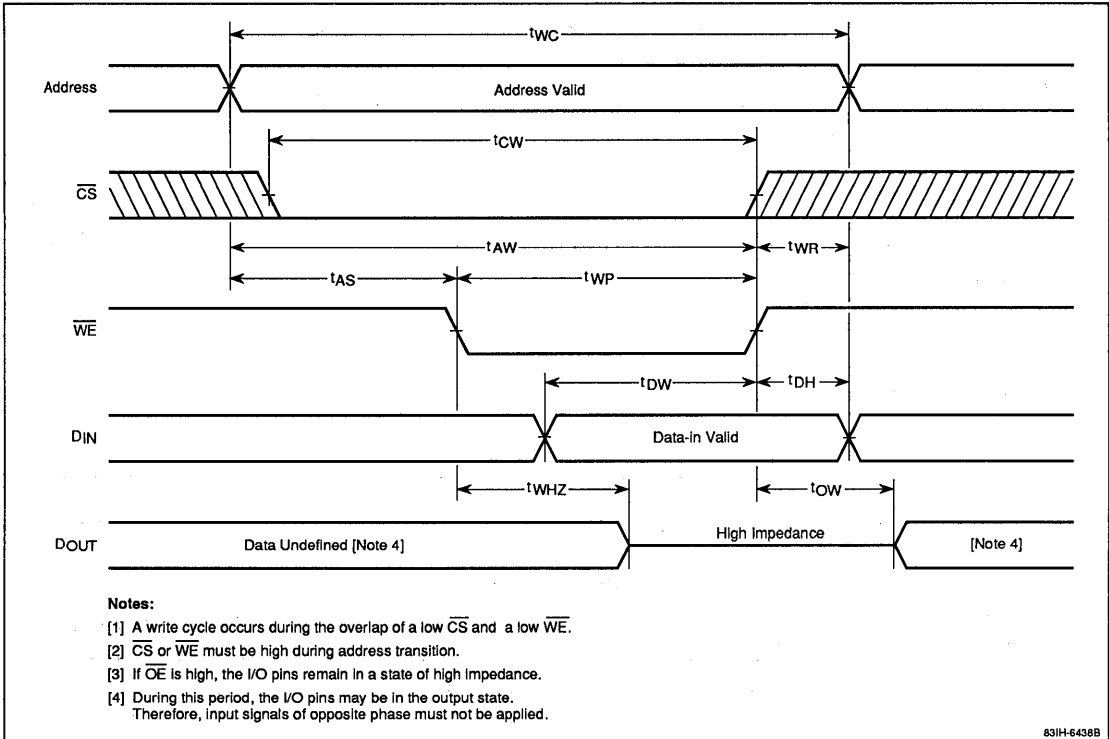 tWC
Address
Address Valid
tCW
CS
tAW
tWR
tAS
tWP
WE
tDW
tDH
DIN
Data-in Valid
tWHZ
tOW
DOUT
Data Undefined [Note 4]
High Impedance
[Note 4]
Notes:
[1] A write cycle occurs during the overlap of a low CS and a low WE.
[2] CS or WE must be high during address transition.
[3] If OE is high, the I/O pins remain in a state of high impedance.
[4] During this period, the I/O pins may be in the output state.
Therefore, input signals of opposite phase must not be applied.
83IH-6438B